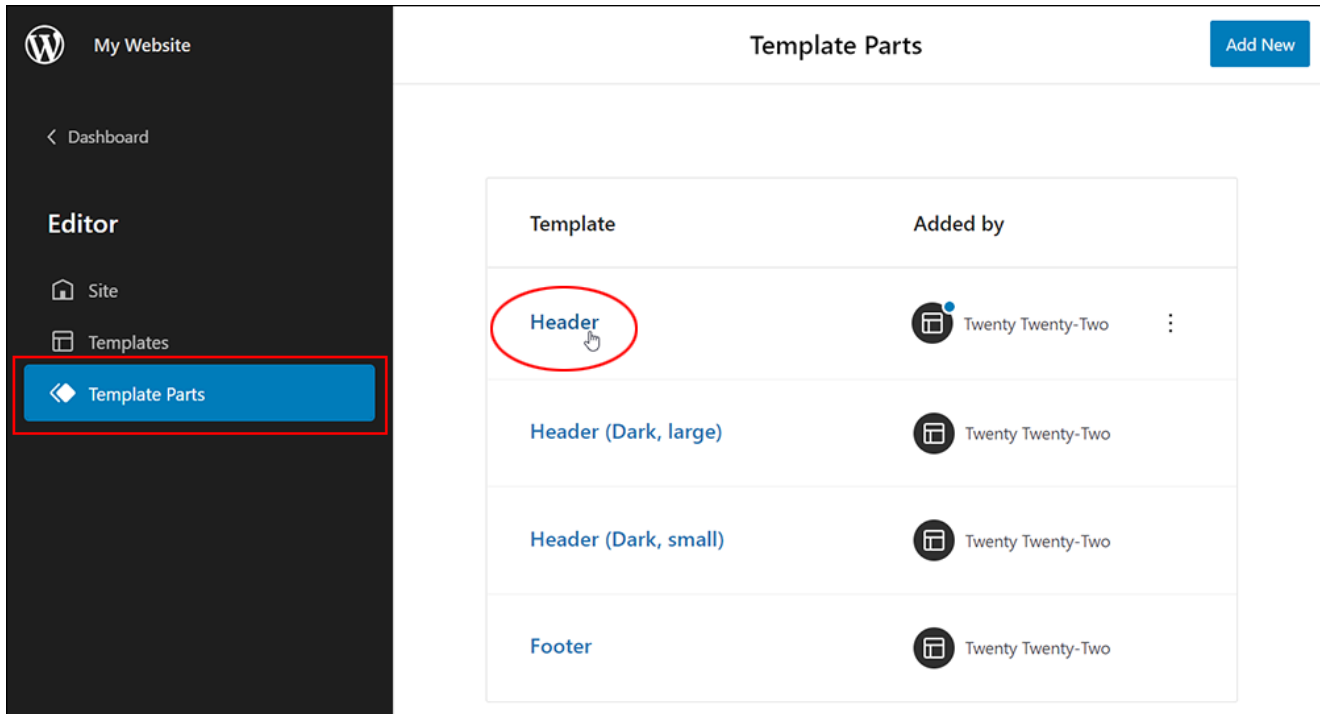 My Website
Template Parts
Add New
Dashboard
Editor
Site
Templates
Template Parts
Template Added by
Header Twenty Twenty-Two
Header (Dark, large) Twenty Twenty-Two
Header (Dark, small) Twenty Twenty-Two
Footer Twenty Twenty-Two